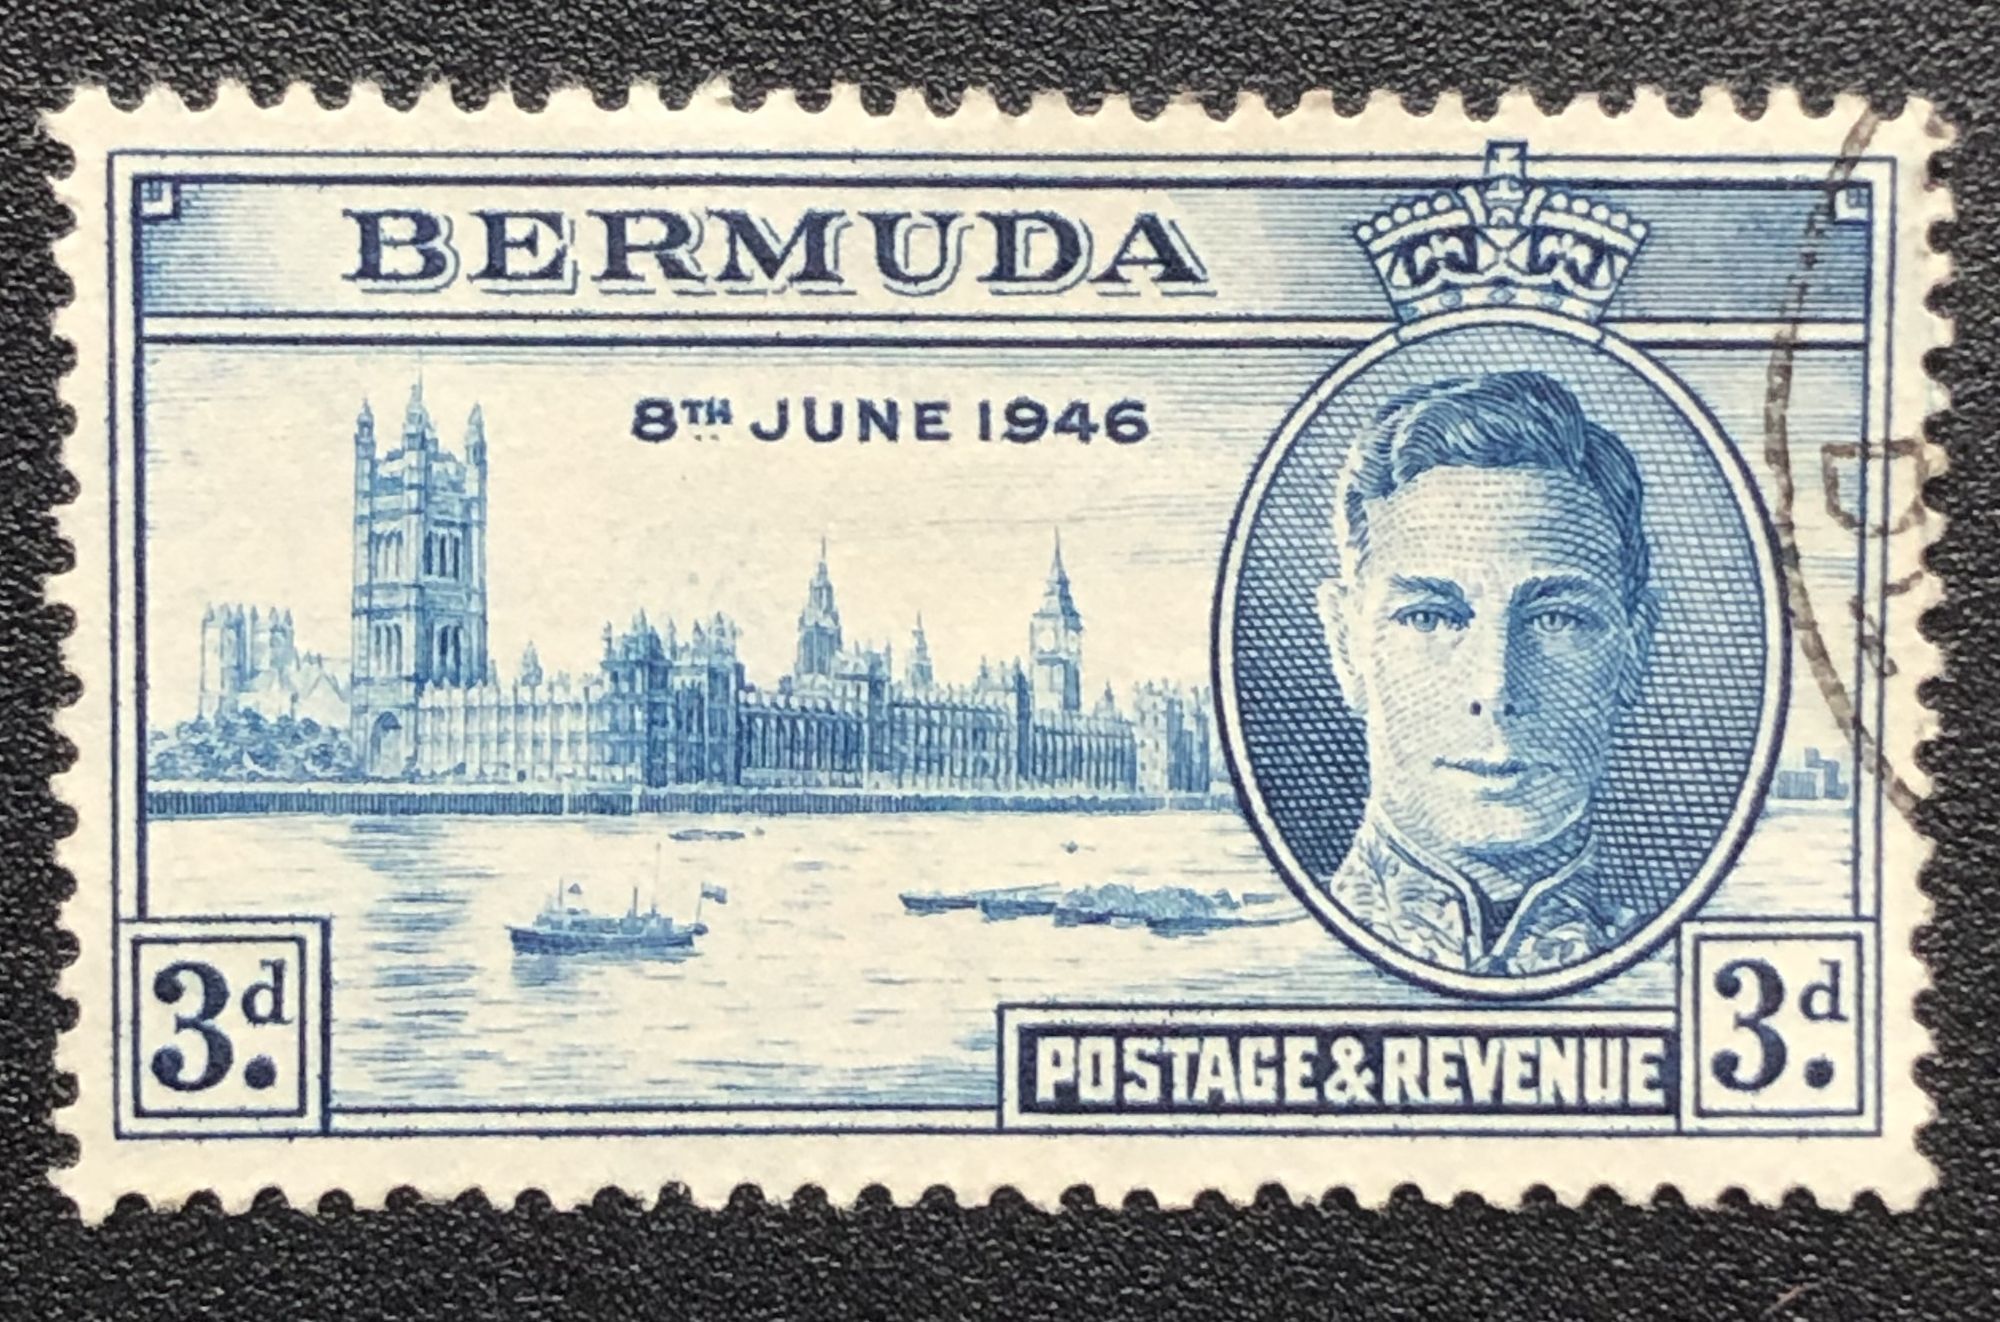 BERMUDA
8TH JUNE 1946
3d.
POSTAGE&REVENUE
3d.